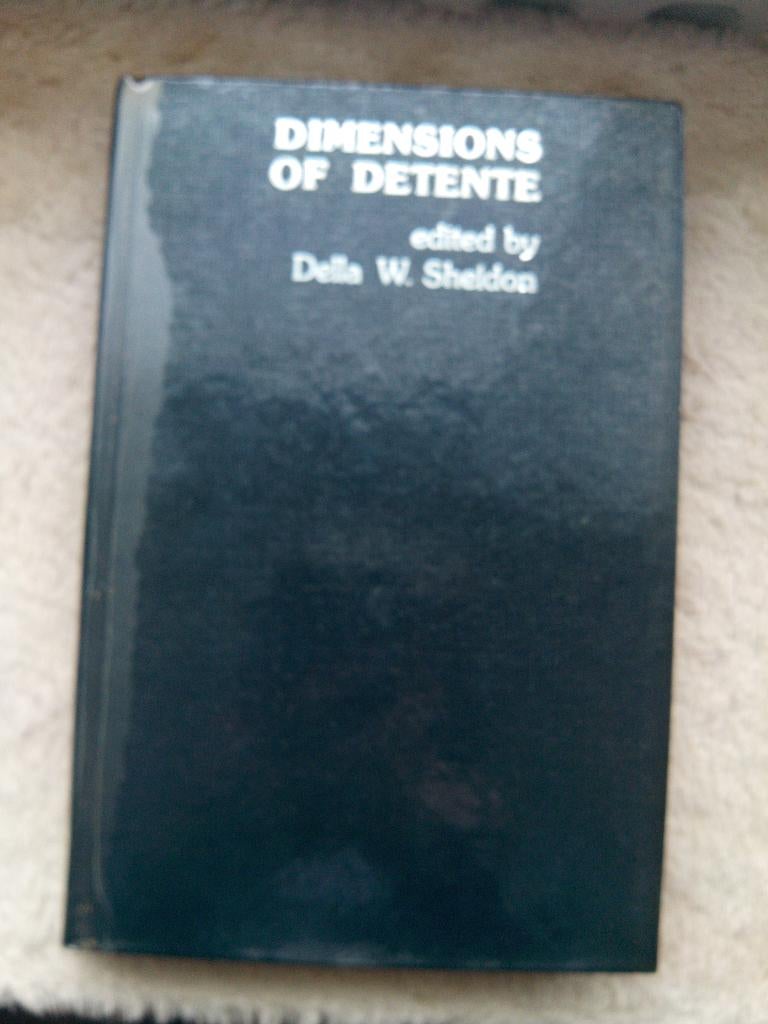 DIMENSIONS
OF DETENTE
edited by
Della W. Sheldon